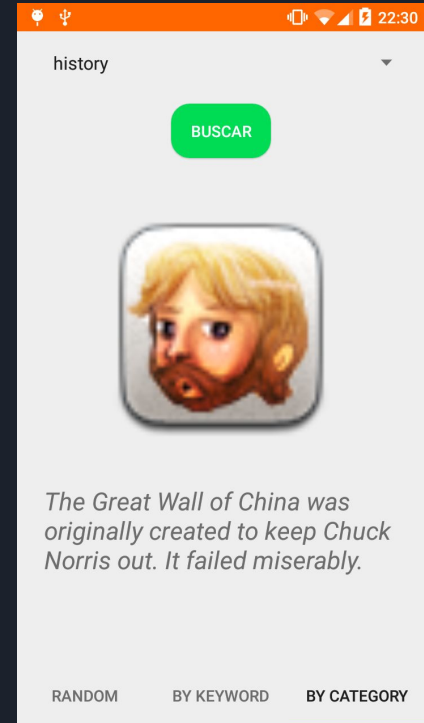 22:30
history
BUSCAR
The Great Wall of China was
originally created to keep Chuck
Norris out. It failed miserably.
RANDOM BY KEYWORD BY CATEGORY